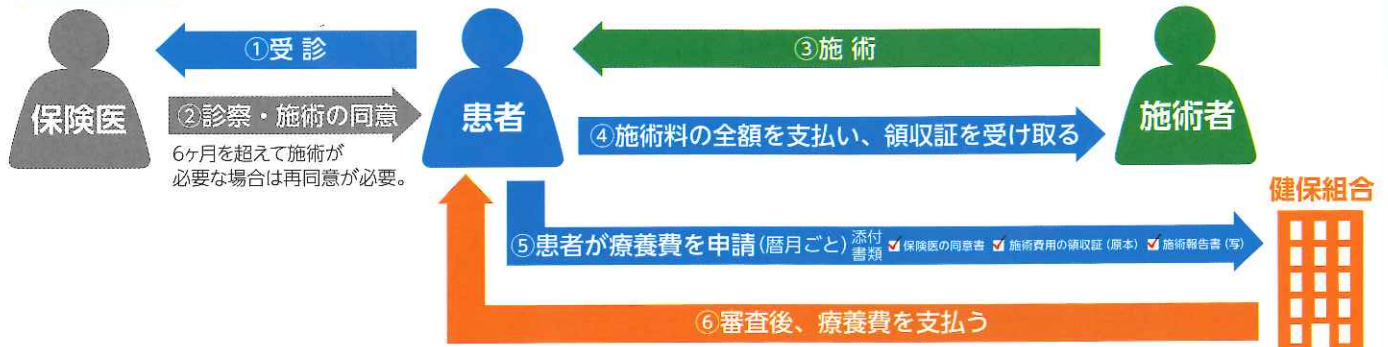 ①受診
③施術
保険医
②診察・施術の同意
患者
施術者
④施術料の全額を支払い、領収証を受け取る
6ヶ月を超えて施術が
必要な場合は再同意が必要。
健保組合
⑤患者が療養費を申請(暦月ごと) 添付書類 保険医の同意書 施術費用の領収証(原本) 施術報告書(写)
⑥審査後、療養費を支払う